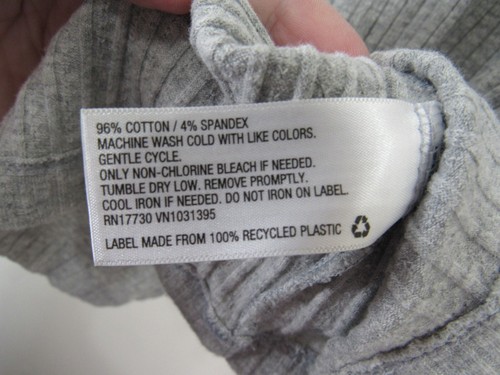 96% COTTON / 4% SPANDEX
MACHINE WASH COLD WITH LIKE COLORS.
GENTLE CYCLE.
ONLY NON-CHLORINE BLEACH IF NEEDED.
TUMBLE DRY LOW. REMOVE PROMPTLY.
COOL IRON IF NEEDED. DO NOT IRON ON LABEL.
RN17730 VN1031395
LABEL MADE FROM 100% RECYCLED PLASTIC